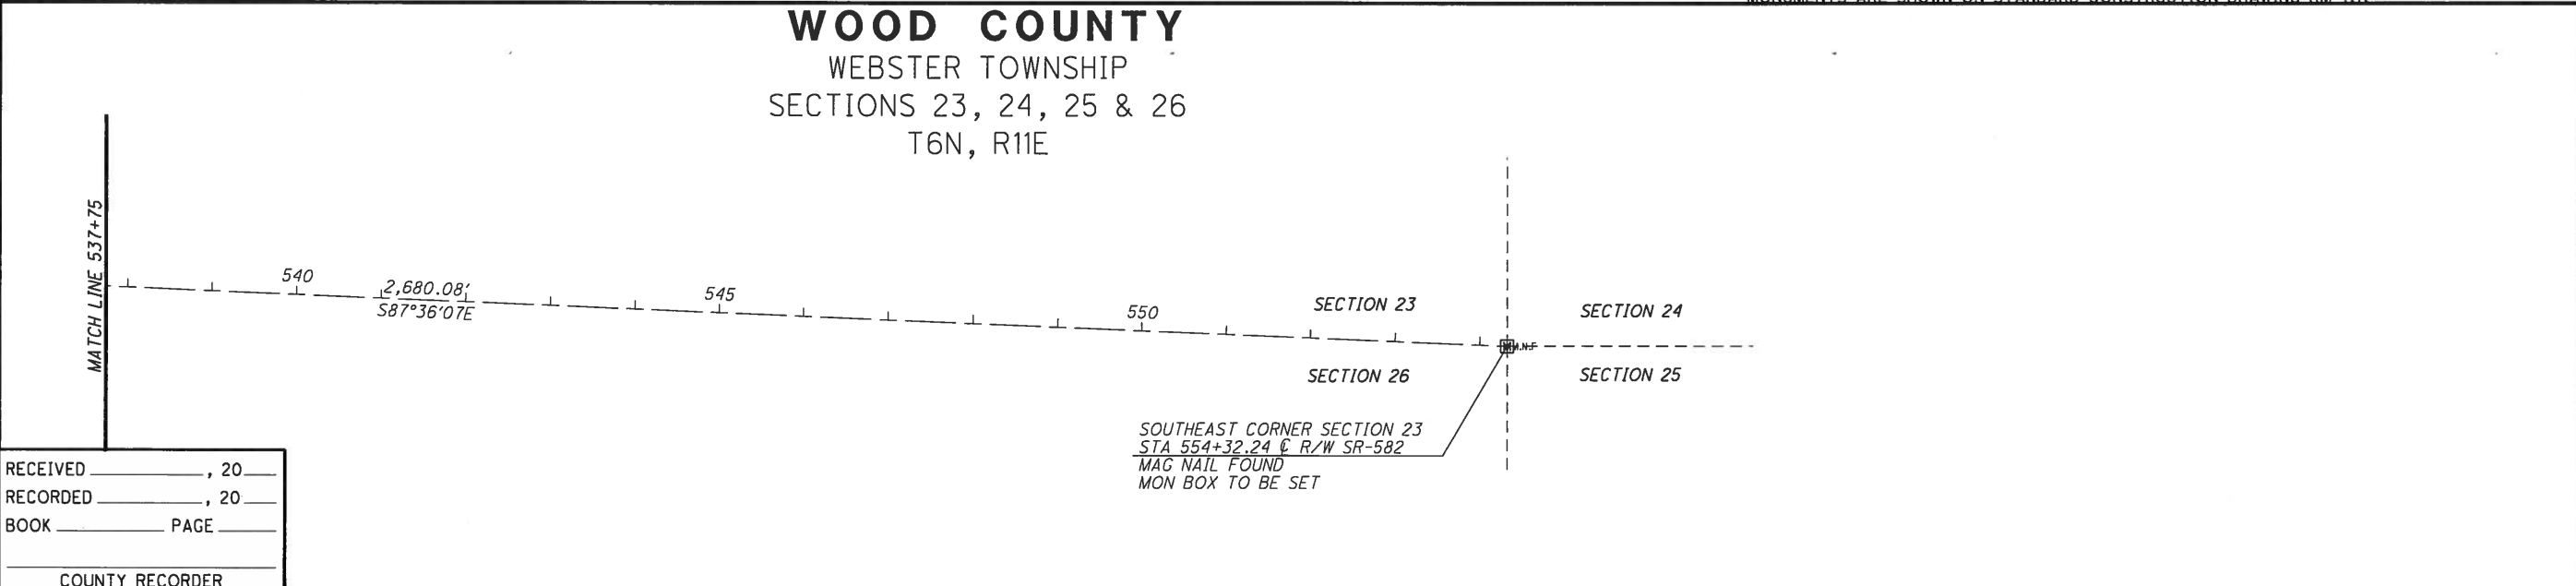 WOOD COUNTY
WEBSTER TOWNSHIP
SECTIONS 23, 24, 25 & 26
T6N, R11E
MATCH LINE 537+75
540
2,680.08'
S87°36'07E
545
550
SECTION 23
SECTION 24
SECTION 26
SECTION 25
SOUTHEAST CORNER SECTION 23
STA 554+32.24 ℄ R/W SR-582
MAG NAIL FOUND
MON BOX TO BE SET
RECEIVED , 20
RECORDED , 20
BOOK PAGE
COUNTY RECORDER